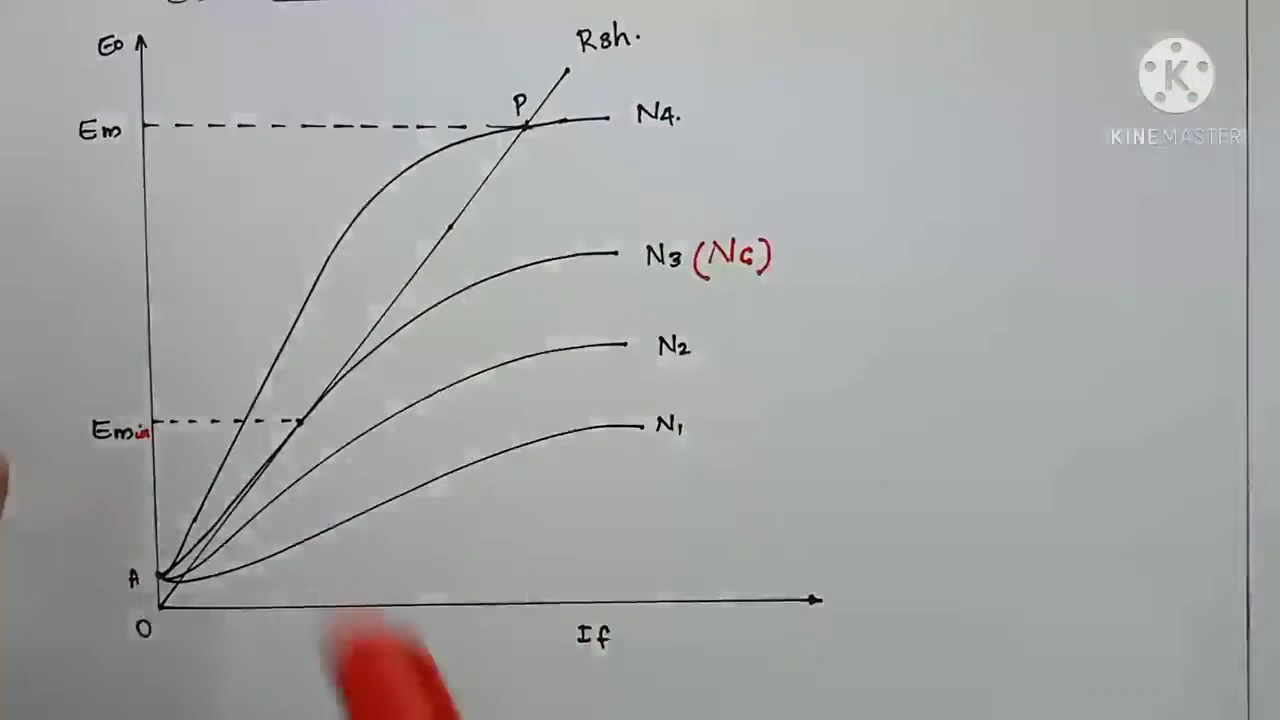 Eo
Rsh.
P
Em
N4.
N3 (Nc)
N2
Emin
N1
A
O
If
K
KINEMASTER